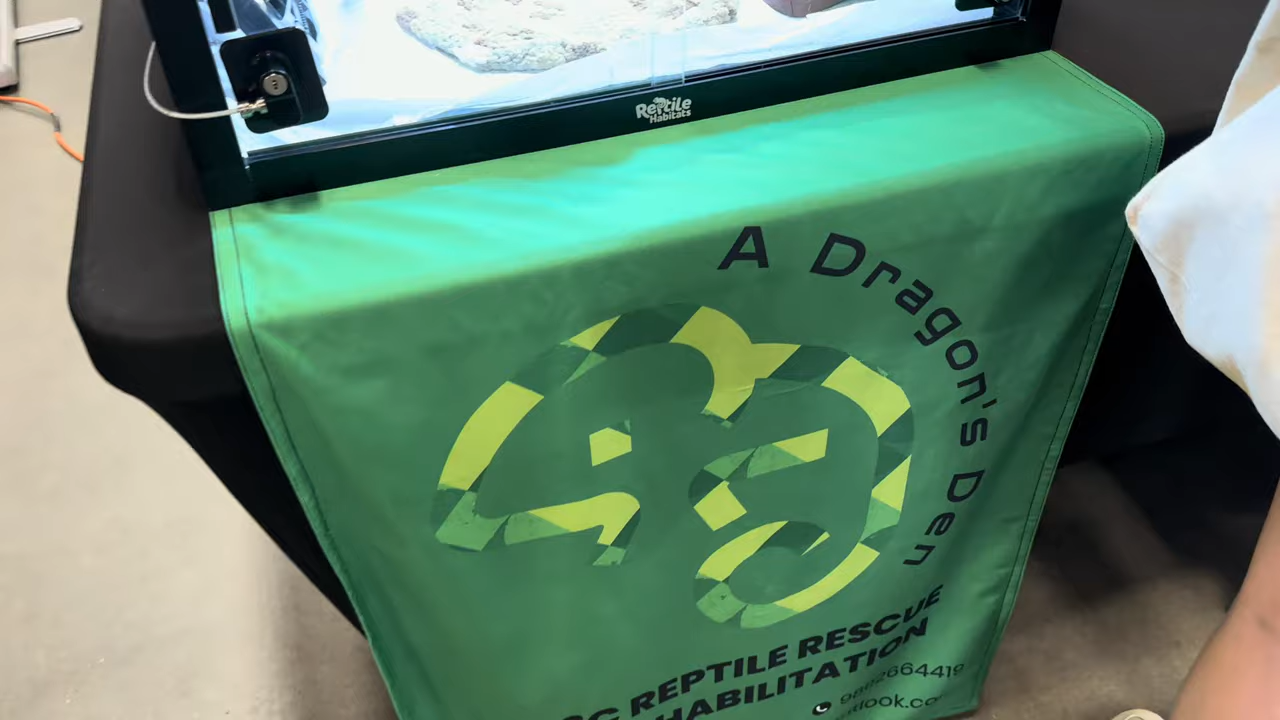 Reptile
Habitats
A Dragon's Den
REPTILE RESCUE
HABILITATION